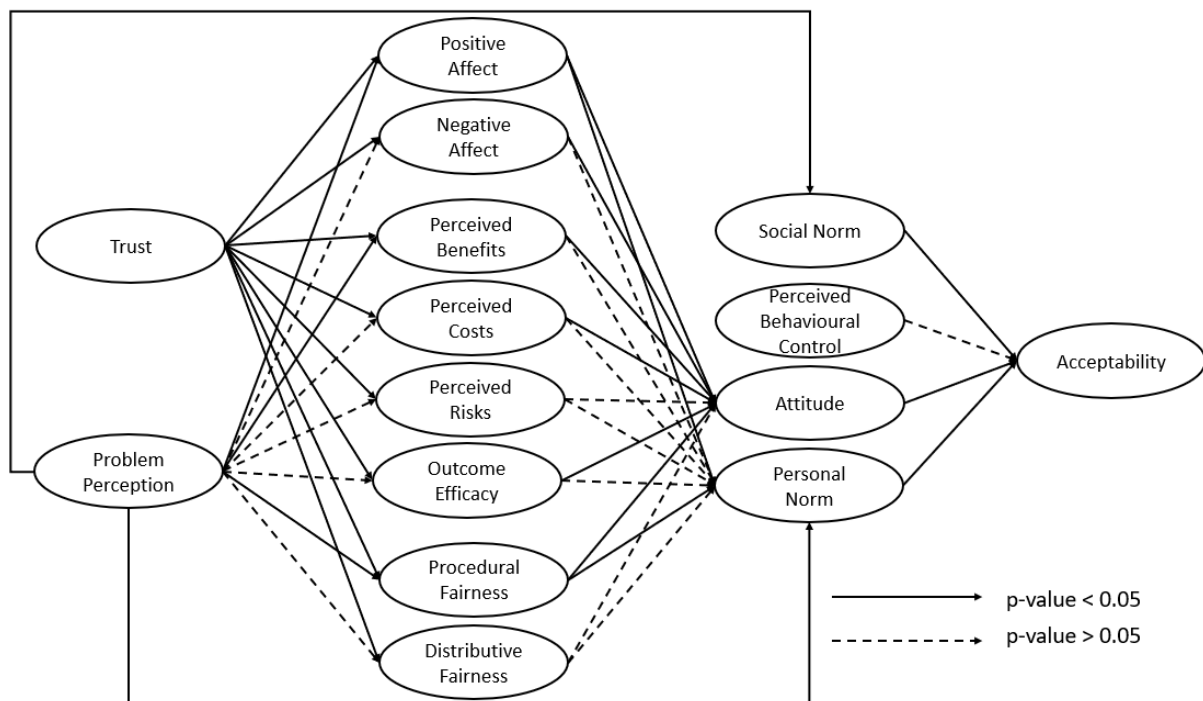 Positive
Affect
Negative
Affect
Trust
Perceived
Benefits
Perceived
Costs
Perceived
Risks
Problem
Perception
Outcome
Efficacy
Procedural
Fairness
Distributive
Fairness
Social Norm
Perceived
Behavioural
Control
Attitude
Personal
Norm
Acceptability
p-value < 0.05
p-value > 0.05